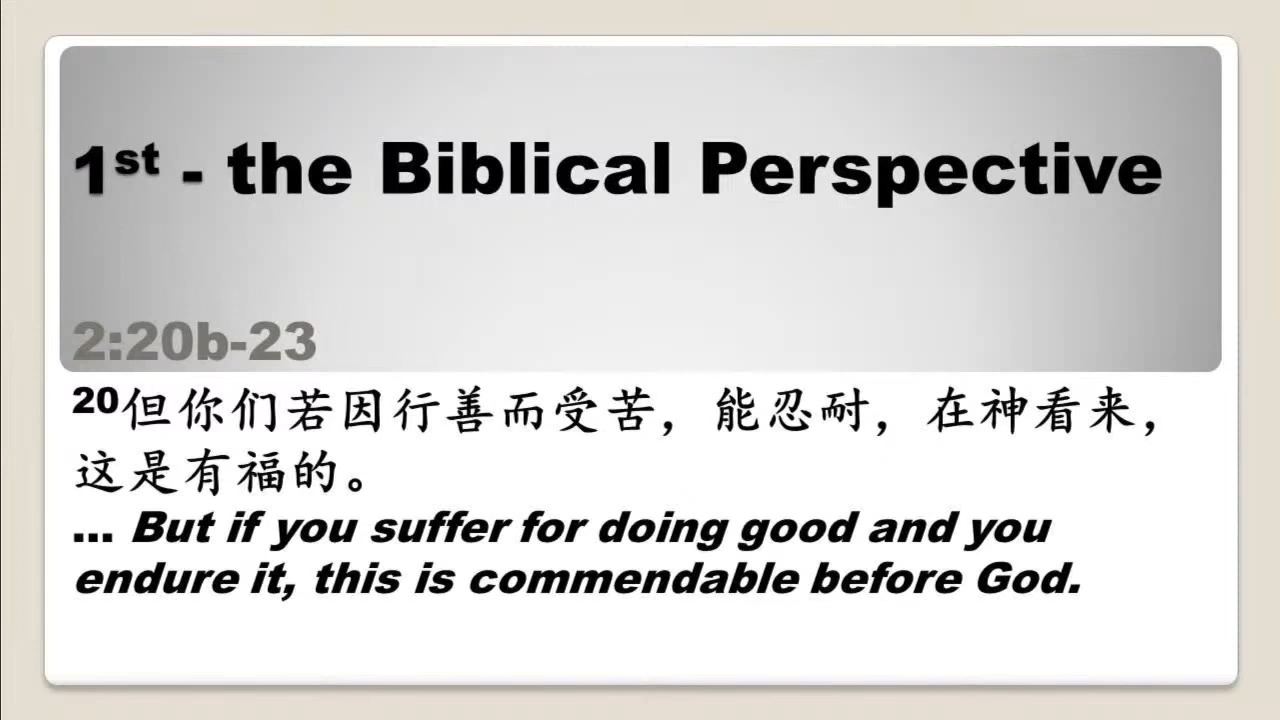 1st - the Biblical Perspective
2:20b-23
20但你们若因行善而受苦，能忍耐，在神看来，
这是有福的。
... But if you suffer for doing good and you
endure it, this is commendable before God.